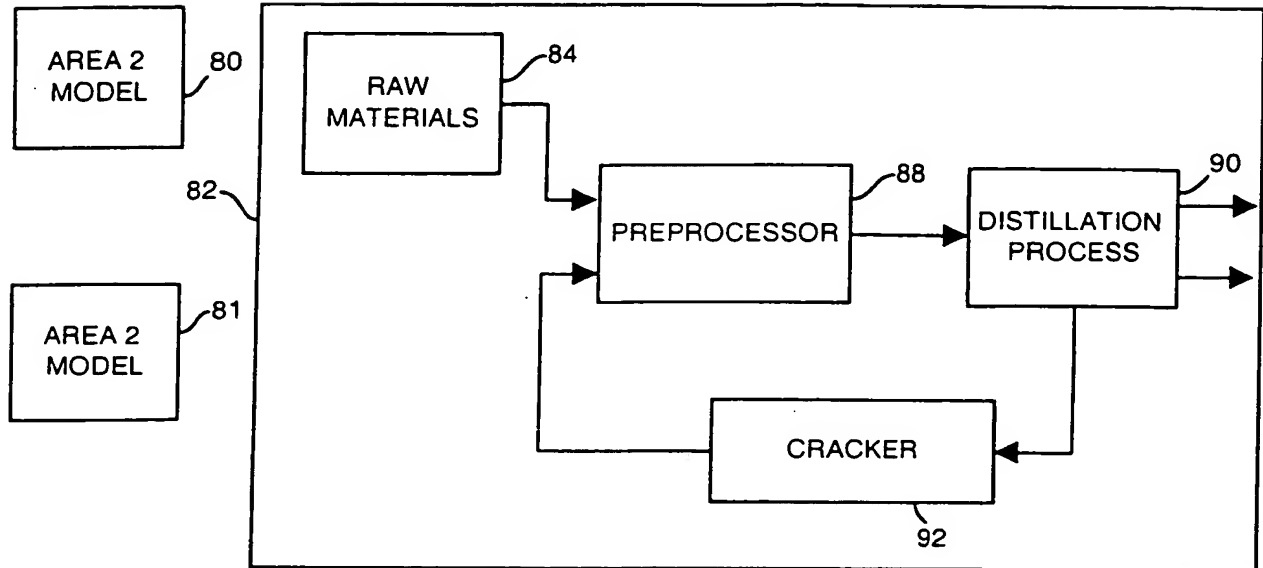 AREA 2
MODEL
80
82
AREA 2
MODEL
81
RAW
MATERIALS
84
PREPROCESSOR
88
DISTILLATION
PROCESS
90
CRACKER
92